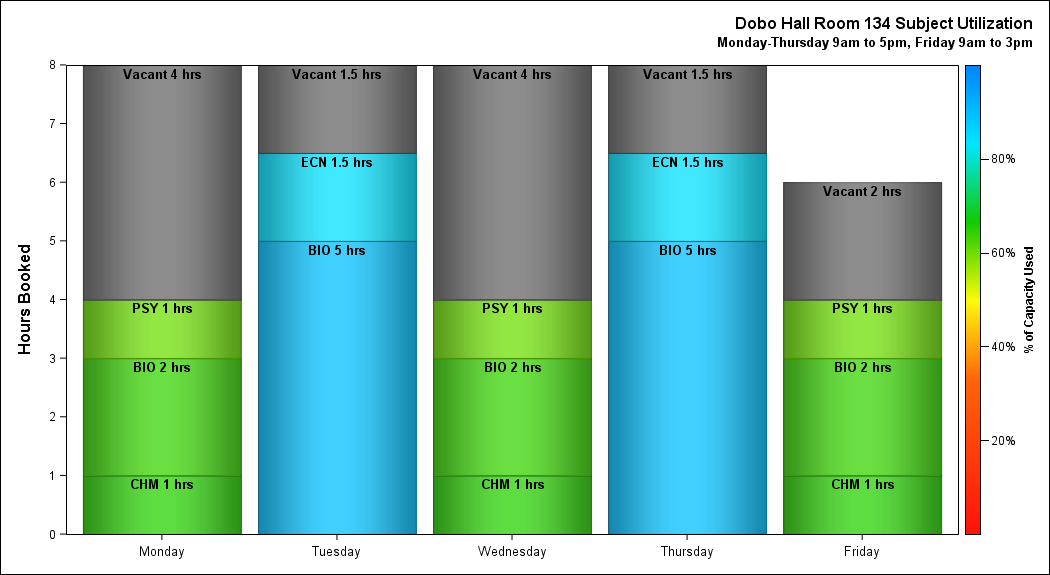 Dobo Hall Room 134 Subject Utilization
Monday-Thursday 9am to 5pm, Friday 9am to 3pm
Hours Booked
8
7
6
5
4
3
2
1
0
Vacant 4 hrs
PSY 1 hrs
BIO 2 hrs
CHM 1 hrs
Vacant 1.5 hrs
ECN 1.5 hrs
BIO 5 hrs
Vacant 4 hrs
PSY 1 hrs
BIO 2 hrs
CHM 1 hrs
Vacant 1.5 hrs
ECN 1.5 hrs
BIO 5 hrs
Vacant 2 hrs
PSY 1 hrs
BIO 2 hrs
CHM 1 hrs
Monday
Tuesday
Wednesday
Thursday
Friday
80%
60%
40%
20%
% of Capacity Used